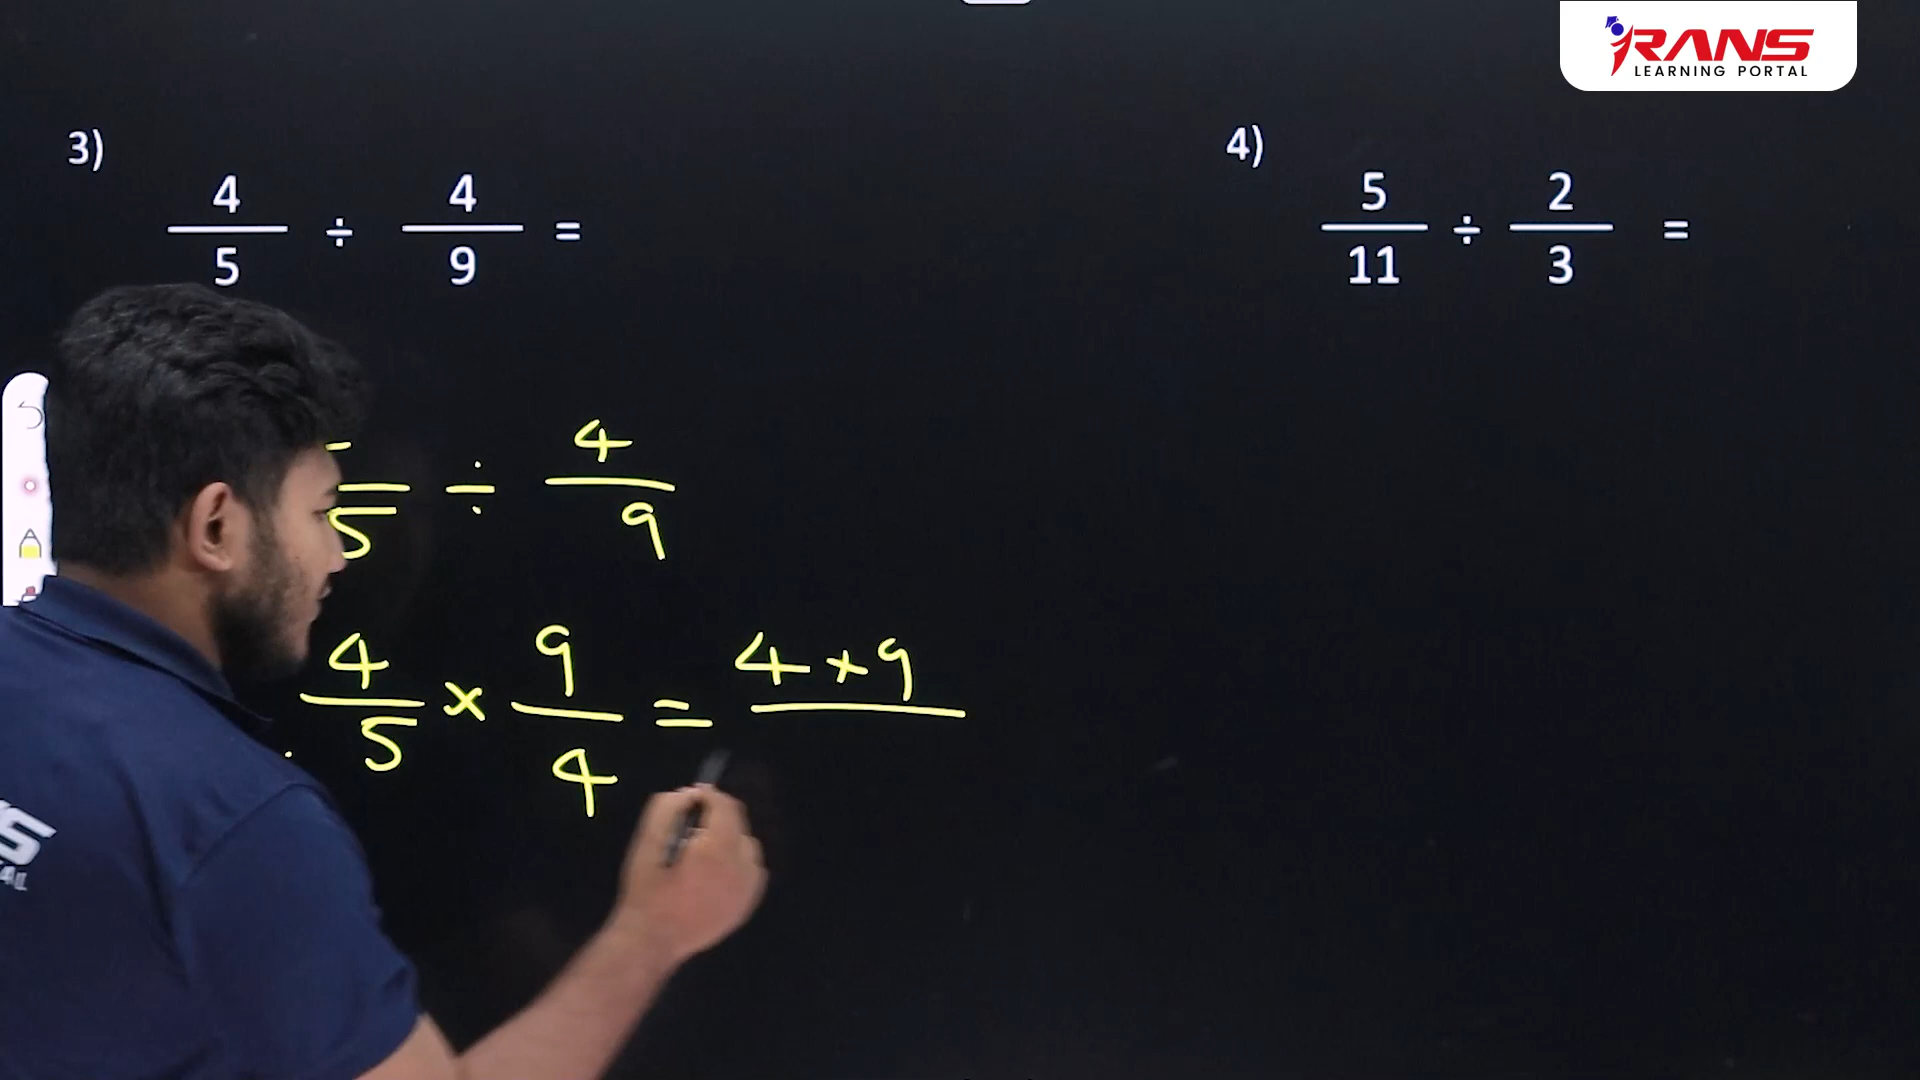 RANS
LEARNING PORTAL
3)
4/5 ÷ 4/9 =
4)
5/11 ÷ 2/3 =
5 ÷ 4/9
4/5 × 9/4 = 4 × 9